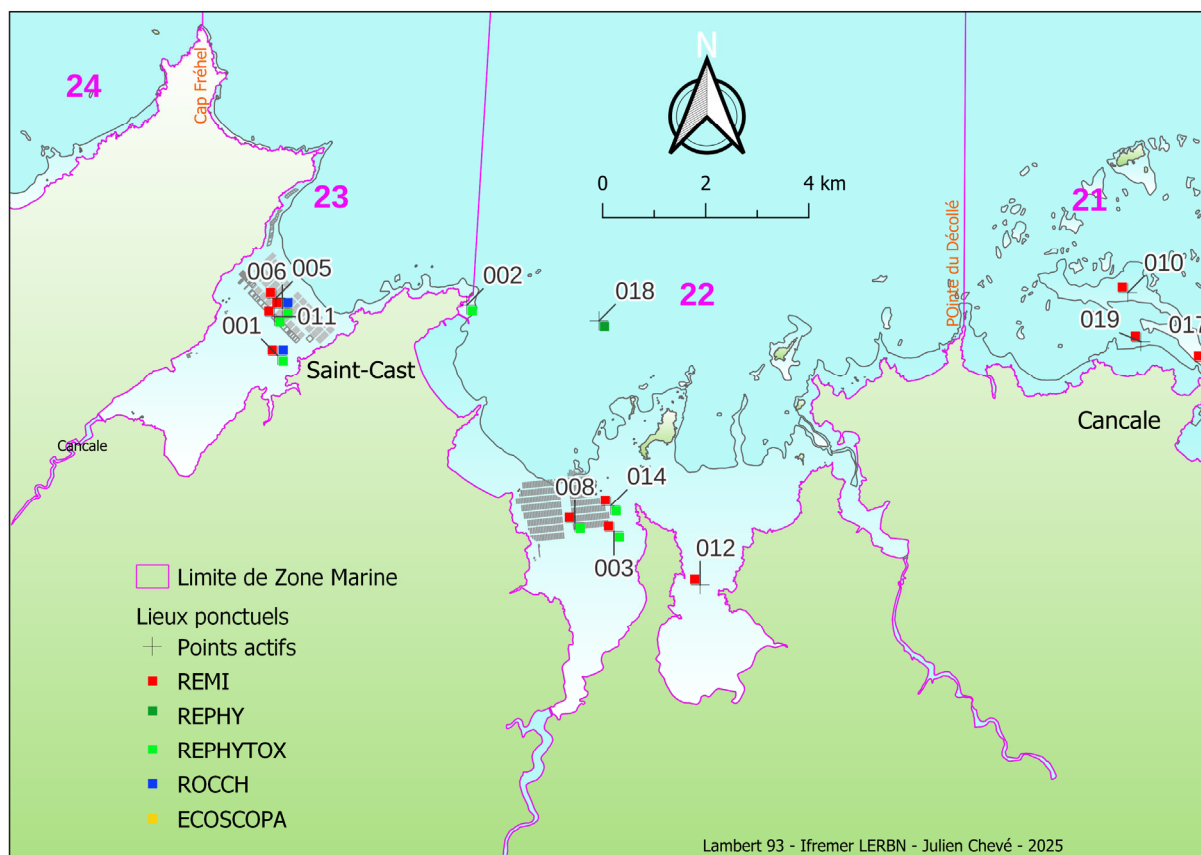 24
Cap Fréhel
23
N
0 2 4 km
POinte du Décollé
21
006 005
002
018
22
010
001 011
019
017
Saint-Cast
Cancale
Cancale
008
014
003
012
Limite de Zone Marine
Lieux ponctuels
Points actifs
REMI
REPHY
REPHYTOX
ROCCH
ECOSCOPA
Lambert 93 - Ifremer LERBN - Julien Chevé - 2025